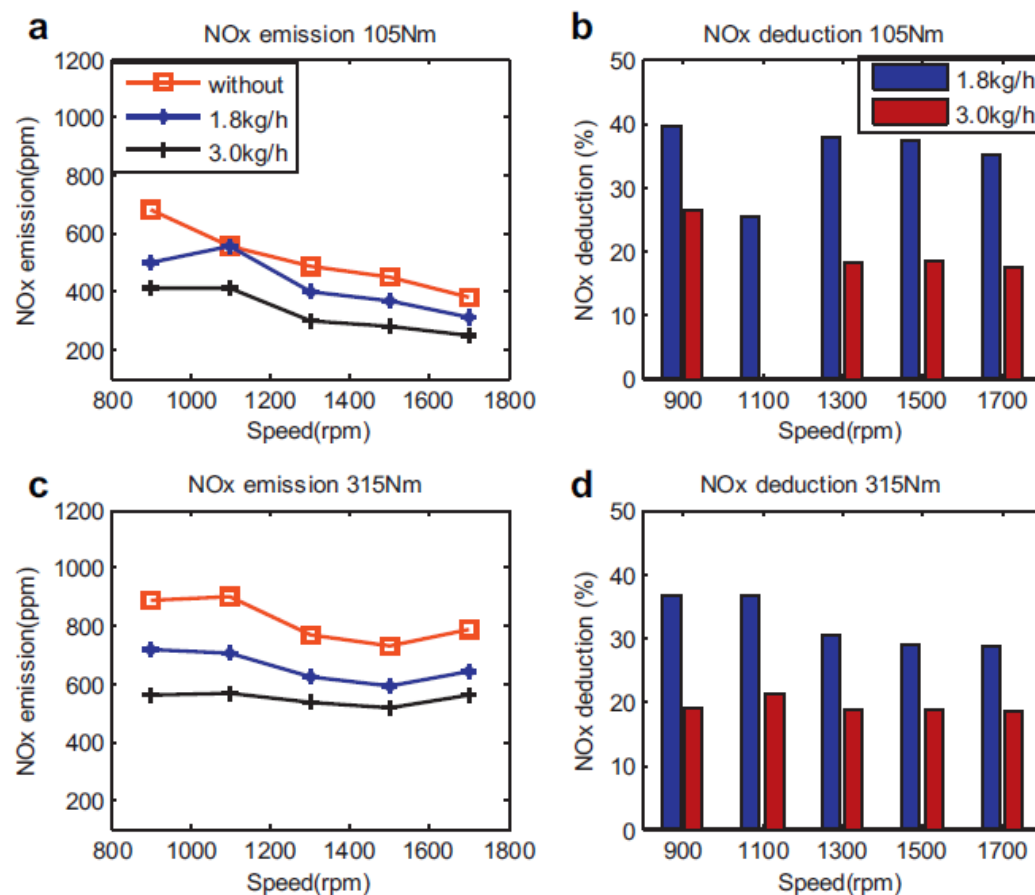 a
NOx emission 105Nm
1200
1000
800
600
400
200
NOx emission(ppm)
without
1.8kg/h
3.0kg/h
800 1000 1200 1400 1600 1800
Speed(rpm)
b
NOx deduction 105Nm
50
40
30
20
10
0
NOx deduction (%)
1.8kg/h
3.0kg/h
900 1100 1300 1500 1700
Speed(rpm)
c
NOx emission 315Nm
1200
1000
800
600
400
200
NOx emission(ppm)
800 1000 1200 1400 1600 1800
Speed(rpm)
d
NOx deduction 315Nm
50
40
30
20
10
0
NOx deduction (%)
900 1100 1300 1500 1700
Speed(rpm)